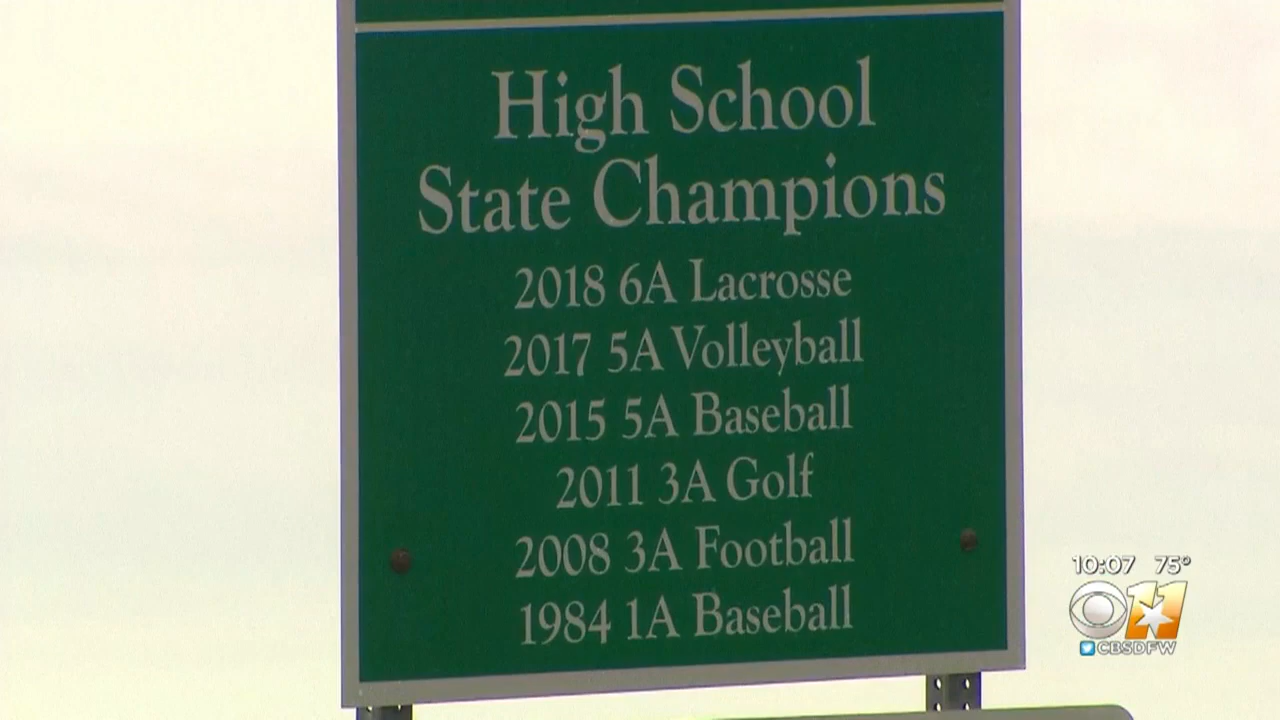 High School
State Champions
2018 6A Lacrosse
2017 5A Volleyball
2015 5A Baseball
2011 3A Golf
2008 3A Football
1984 1A Baseball
10:07 75°
11
CBSDFW